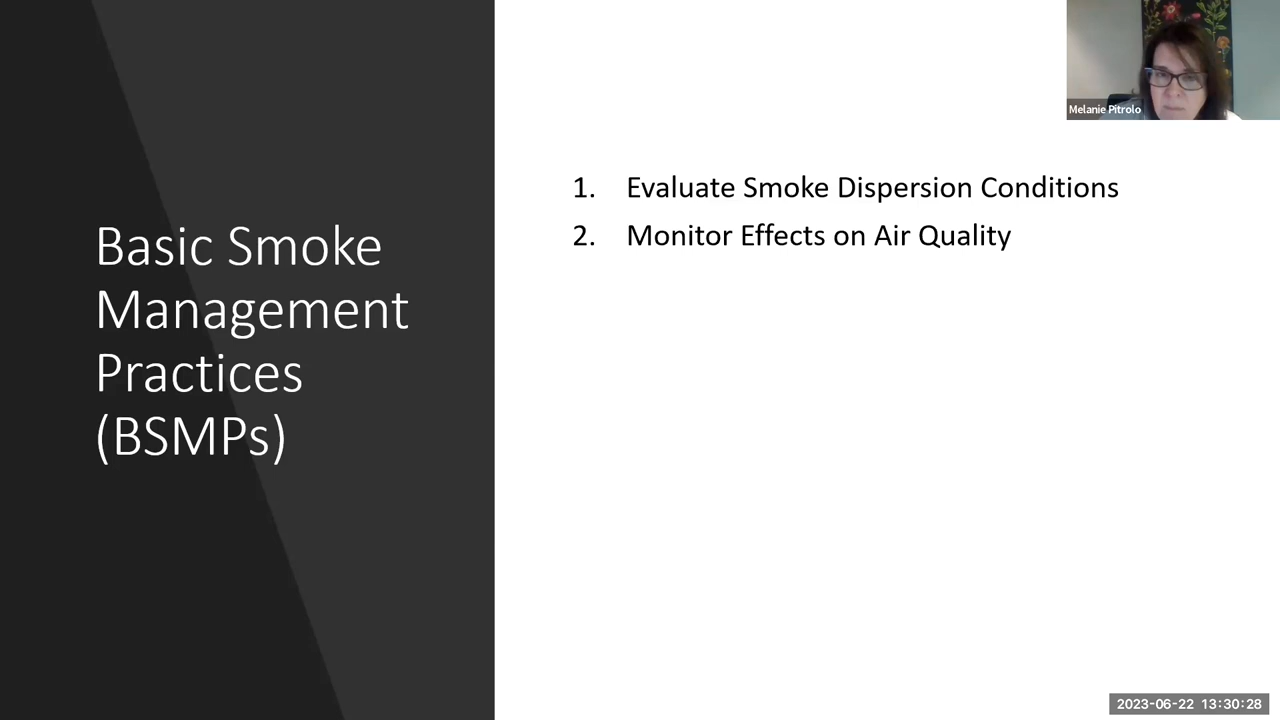 Basic Smoke
Management
Practices
(BSMPs)
1. Evaluate Smoke Dispersion Conditions
2. Monitor Effects on Air Quality
Melanie Pitrolo
2023-06-22 13:30:28